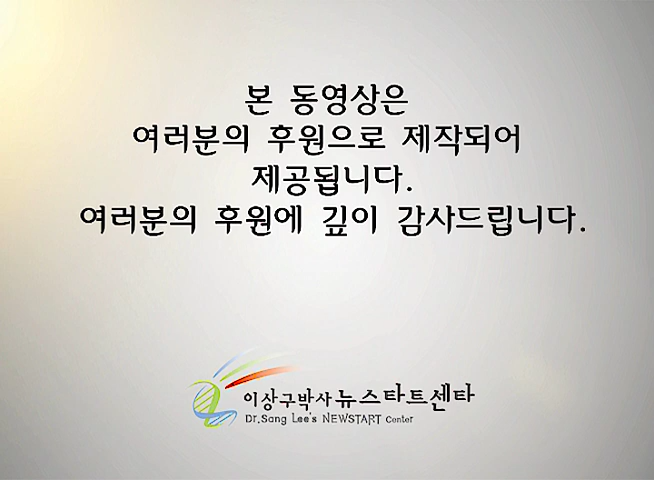 본 동영상은
여러분의 후원으로 제작되어
제공됩니다.
여러분의 후원에 깊이 감사드립니다.
이상구박사 뉴스타트센타
Dr.Sang Lee's NEWSTART Center